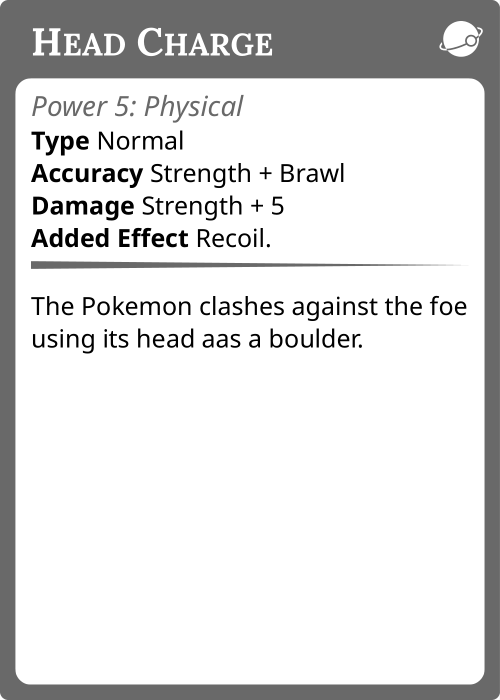 Head Charge
Power 5: Physical
Type Normal
Accuracy Strength + Brawl
Damage Strength + 5
Added Effect Recoil.
The Pokemon clashes against the foe
using its head aas a boulder.